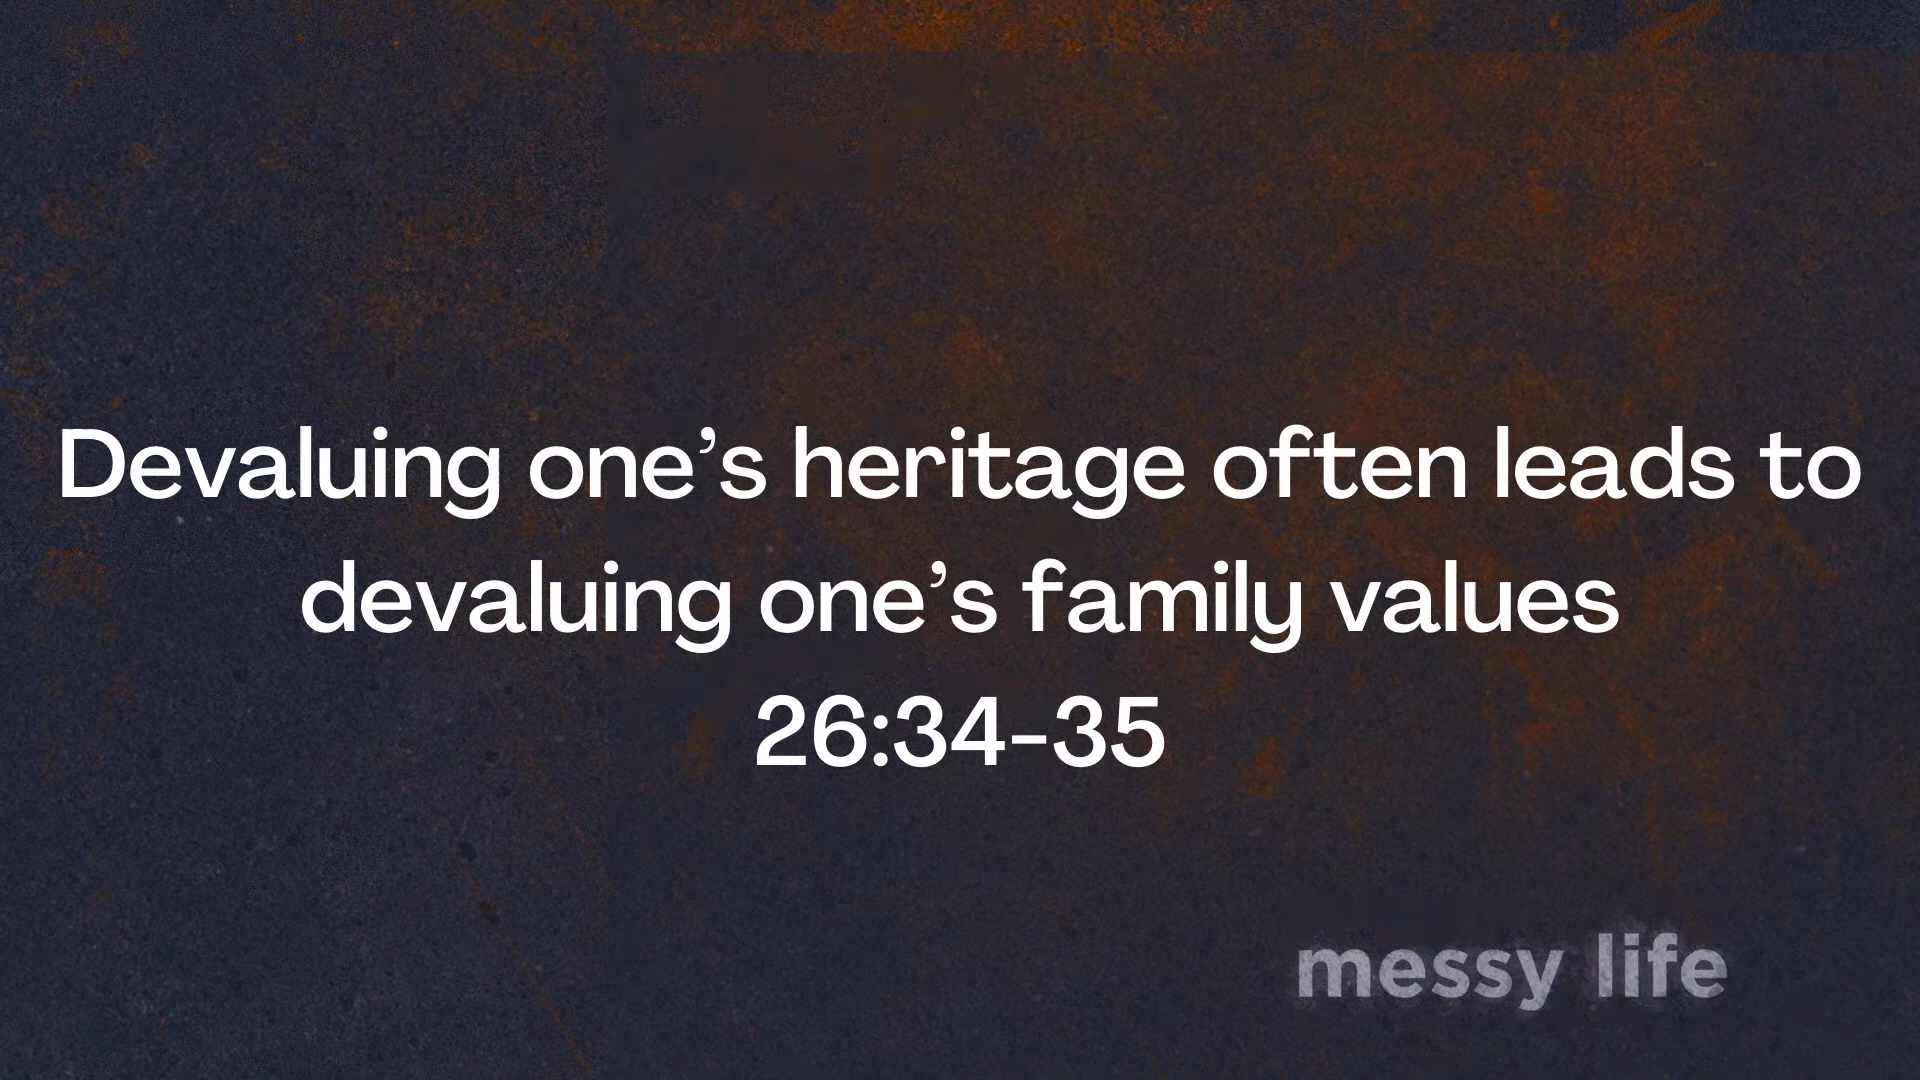 Devaluing one’s heritage often leads to
devaluing one’s family values
26:34-35
messy life